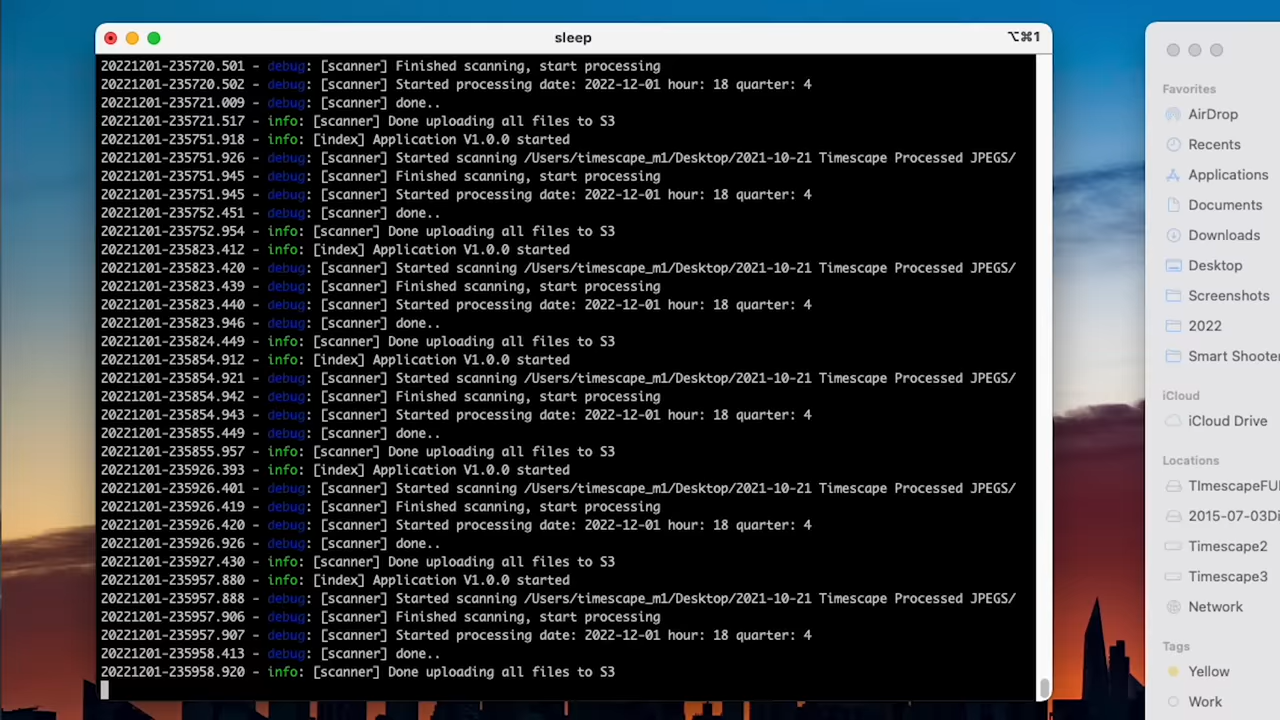 sleep
⌥⌘1
20221201-235720.501 - debug: [scanner] Finished scanning, start processing
20221201-235720.502 - debug: [scanner] Started processing date: 2022-12-01 hour: 18 quarter: 4
20221201-235721.009 - debug: [scanner] done..
20221201-235721.517 - info: [scanner] Done uploading all files to S3
20221201-235751.918 - info: [index] Application V1.0.0 started
20221201-235751.926 - debug: [scanner] Started scanning /Users/timescape_m1/Desktop/2021-10-21 Timescape Processed JPEGS/
20221201-235751.945 - debug: [scanner] Finished scanning, start processing
20221201-235751.945 - debug: [scanner] Started processing date: 2022-12-01 hour: 18 quarter: 4
20221201-235752.451 - debug: [scanner] done..
20221201-235752.954 - info: [scanner] Done uploading all files to S3
20221201-235823.412 - info: [index] Application V1.0.0 started
20221201-235823.420 - debug: [scanner] Started scanning /Users/timescape_m1/Desktop/2021-10-21 Timescape Processed JPEGS/
20221201-235823.439 - debug: [scanner] Finished scanning, start processing
20221201-235823.440 - debug: [scanner] Started processing date: 2022-12-01 hour: 18 quarter: 4
20221201-235823.946 - debug: [scanner] done..
20221201-235824.449 - info: [scanner] Done uploading all files to S3
20221201-235854.912 - info: [index] Application V1.0.0 started
20221201-235854.921 - debug: [scanner] Started scanning /Users/timescape_m1/Desktop/2021-10-21 Timescape Processed JPEGS/
20221201-235854.942 - debug: [scanner] Finished scanning, start processing
20221201-235854.943 - debug: [scanner] Started processing date: 2022-12-01 hour: 18 quarter: 4
20221201-235855.449 - debug: [scanner] done..
20221201-235855.957 - info: [scanner] Done uploading all files to S3
20221201-235926.393 - info: [index] Application V1.0.0 started
20221201-235926.401 - debug: [scanner] Started scanning /Users/timescape_m1/Desktop/2021-10-21 Timescape Processed JPEGS/
20221201-235926.419 - debug: [scanner] Finished scanning, start processing
20221201-235926.420 - debug: [scanner] Started processing date: 2022-12-01 hour: 18 quarter: 4
20221201-235926.926 - debug: [scanner] done..
20221201-235927.430 - info: [scanner] Done uploading all files to S3
20221201-235957.880 - info: [index] Application V1.0.0 started
20221201-235957.888 - debug: [scanner] Started scanning /Users/timescape_m1/Desktop/2021-10-21 Timescape Processed JPEGS/
20221201-235957.906 - debug: [scanner] Finished scanning, start processing
20221201-235957.907 - debug: [scanner] Started processing date: 2022-12-01 hour: 18 quarter: 4
20221201-235958.413 - debug: [scanner] done..
20221201-235958.920 - info: [scanner] Done uploading all files to S3
Favorites
AirDrop
Recents
Applications
Documents
Downloads
Desktop
Screenshots
2022
Smart Shooter
iCloud
iCloud Drive
Locations
TImescapeFU
2015-07-03Di
Timescape2
Timescape3
Network
Tags
Yellow
Work